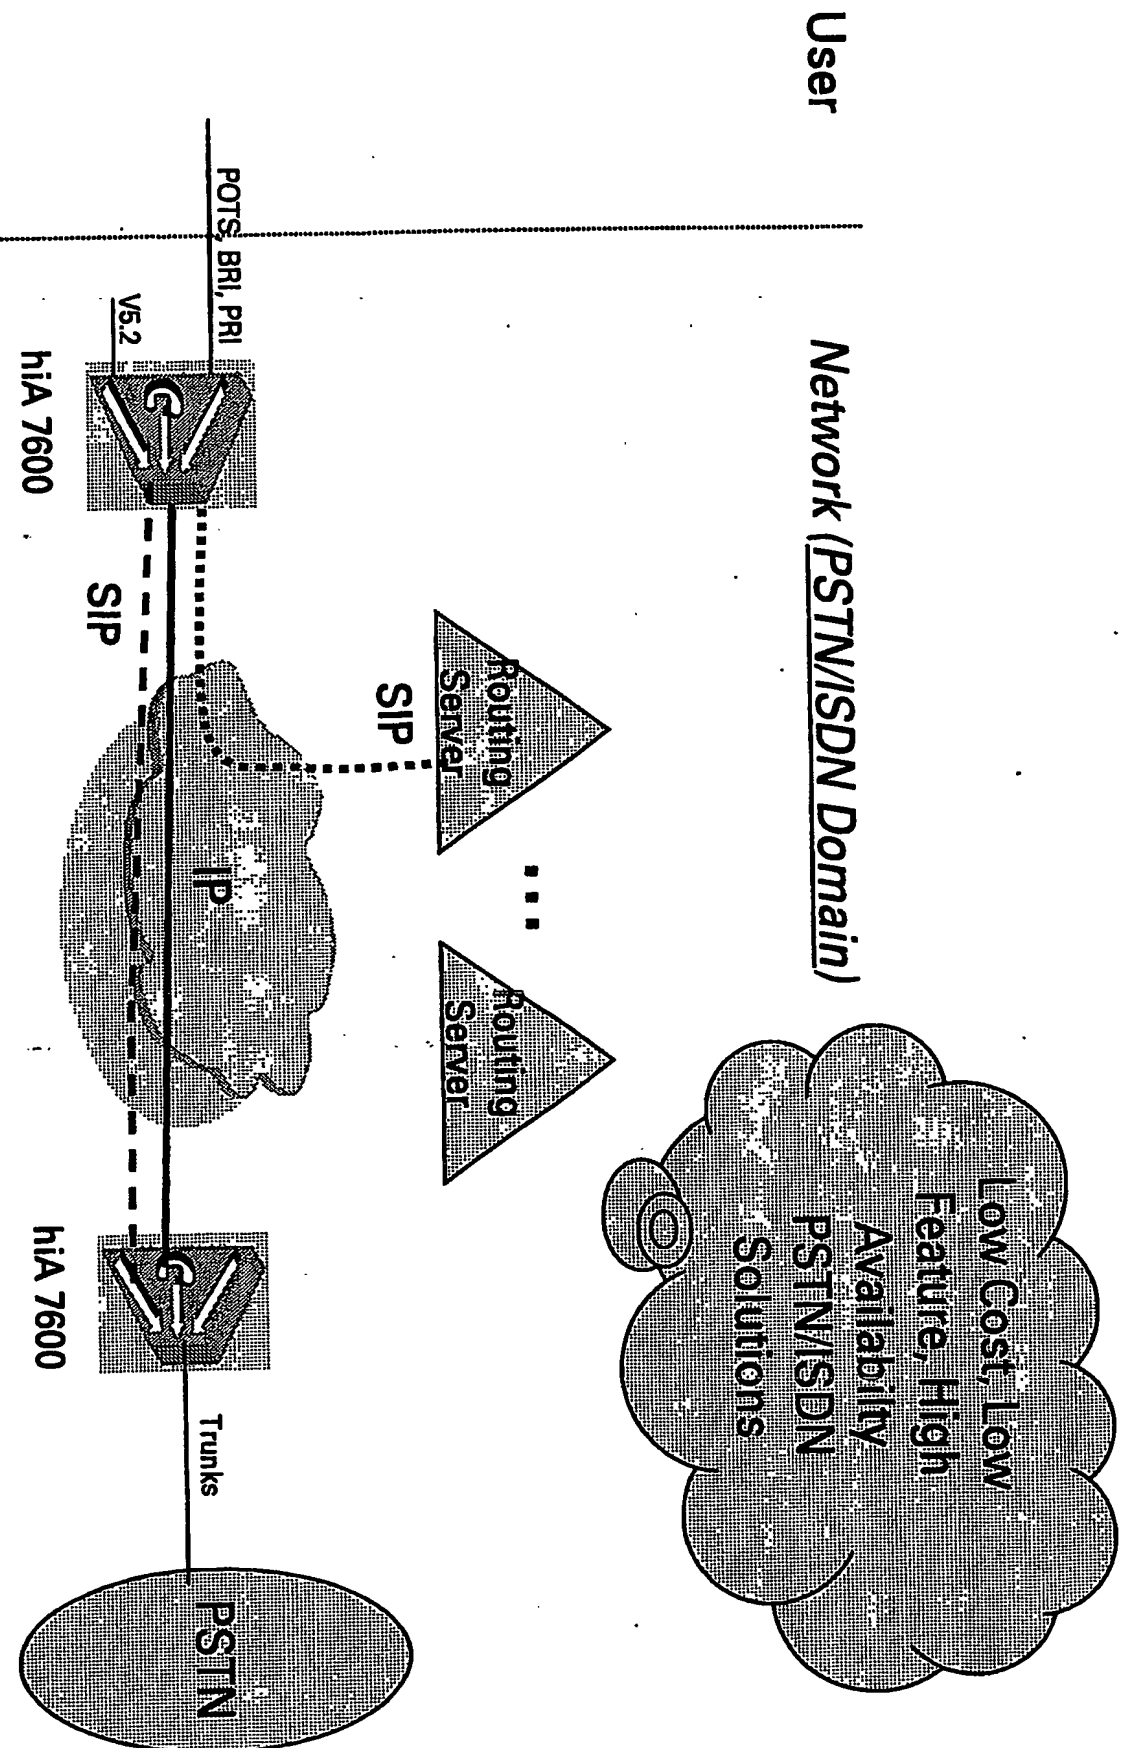 User
Network (PSTN/ISDN Domain)
Low Cost, Low
Feature, High
Availabilty
PSTN/ISDN
Solutions
Routing
Server
Routing
Server
SIP
POTS, BRI, PRI
V5.2
IP
SIP
hiA 7600
hiA 7600
Trunks
PSTN